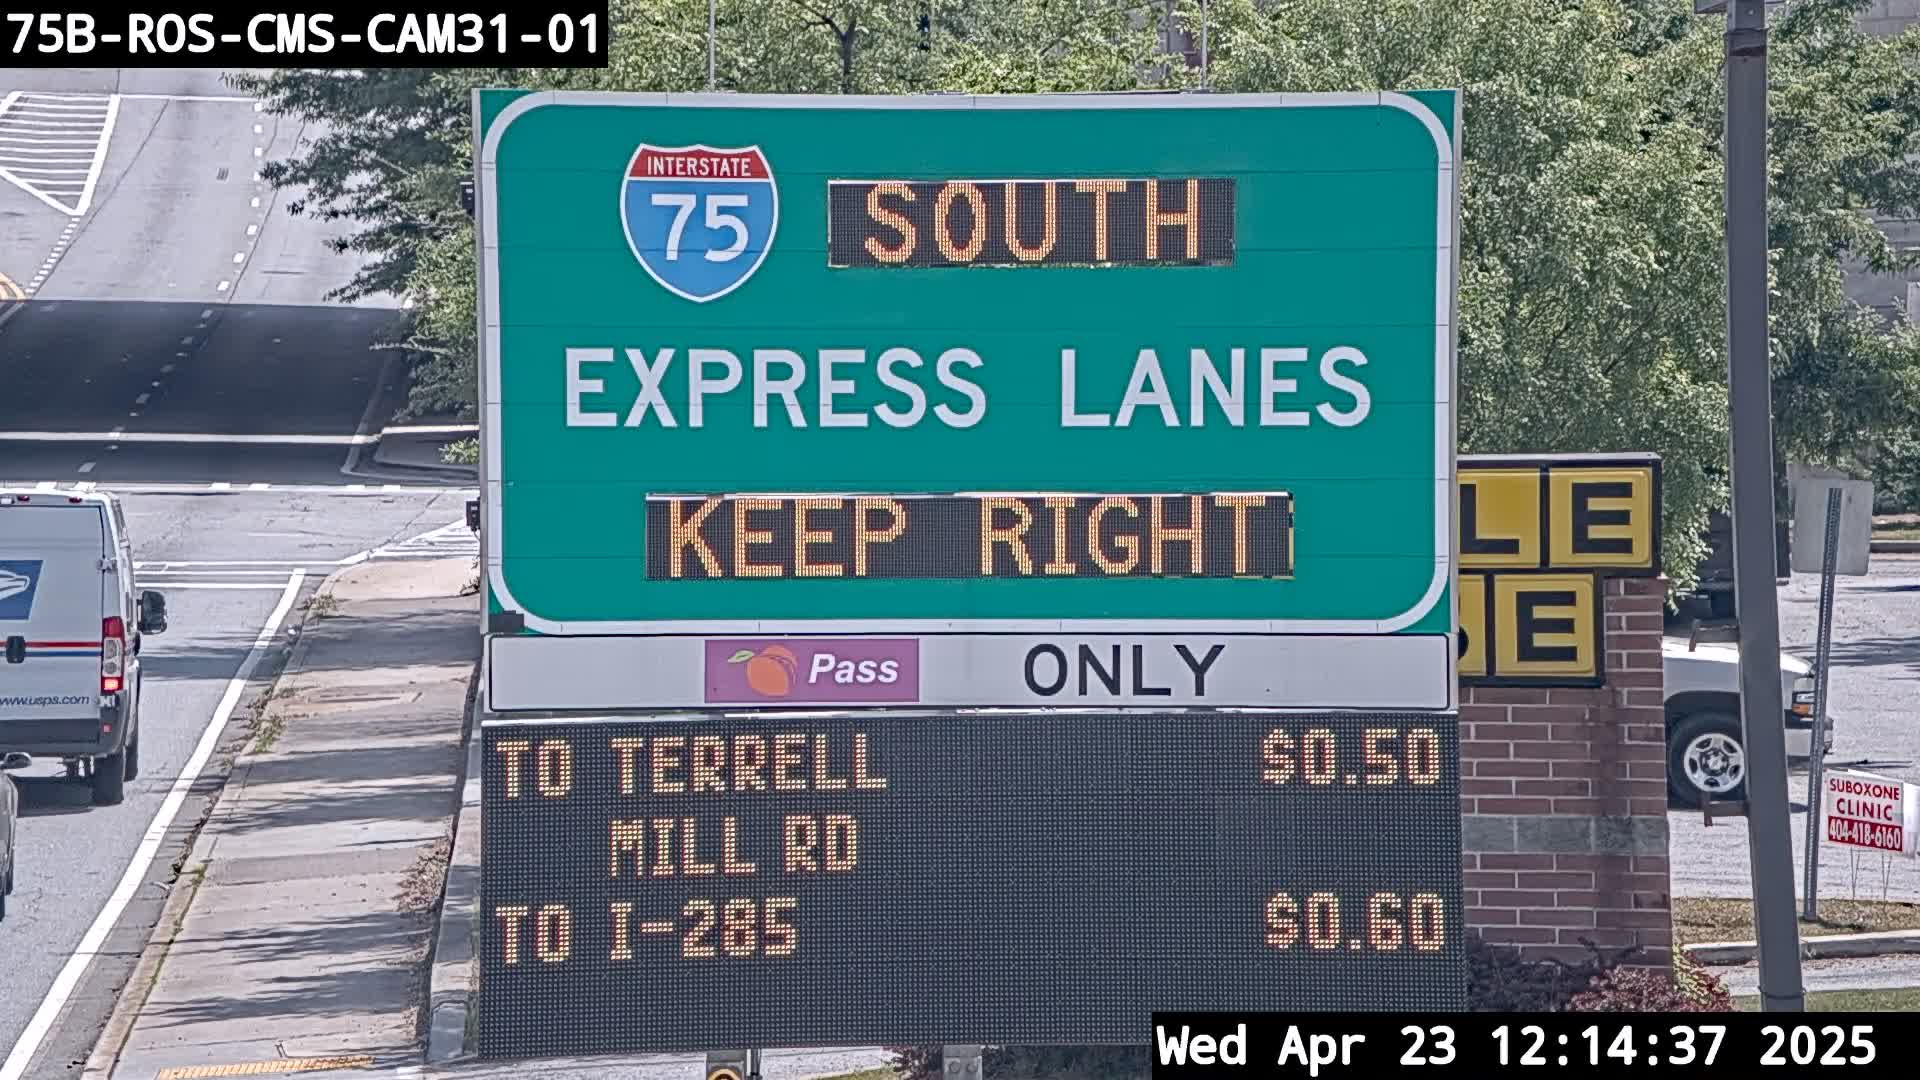 75B-ROS-CMS-CAM31-01
INTERSTATE
75
SOUTH
EXPRESS LANES
KEEP RIGHT
Pass ONLY
TO TERRELL $0.50
MILL RD
TO I-285 $0.60
LE
E
www.usps.com
SUBOXONE
CLINIC
404-418-6160
Wed Apr 23 12:14:37 2025